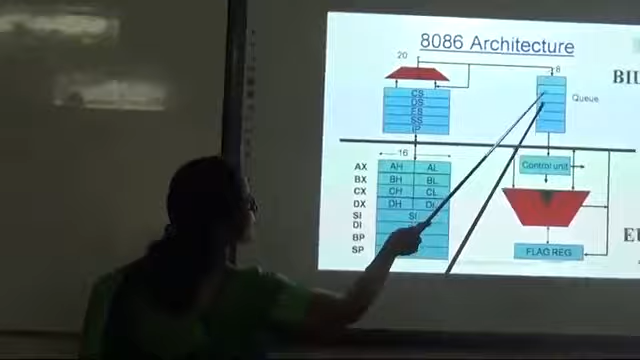 8086 Architecture
20
8
BIU
CS
DS
ES
SS
IP
Queue
16
AX AH AL
BX BH BL
CX CH CL
DX DH DL
SI SI
DI
BP
SP
Control unit
FLAG REG